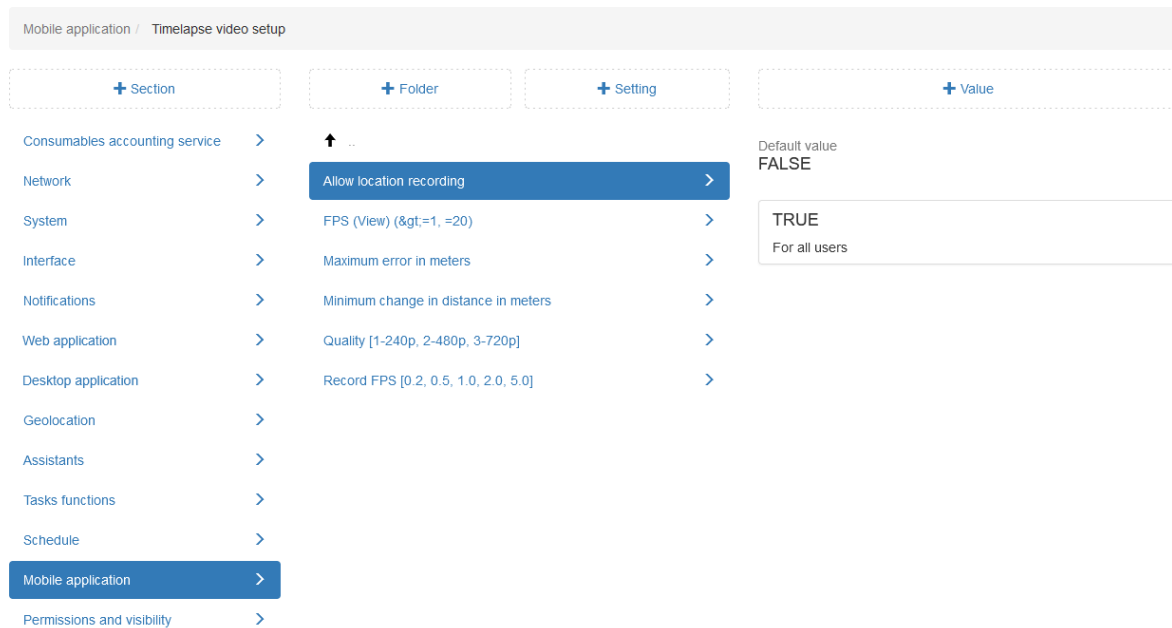 Mobile application / Timelapse video setup
+ Section
+ Folder
+ Setting
+ Value
Consumables accounting service
Network
System
Interface
Notifications
Web application
Desktop application
Geolocation
Assistants
Tasks functions
Schedule
Mobile application
Permissions and visibility
..
Allow location recording
FPS (View) (&gt;=1, =20)
Maximum error in meters
Minimum change in distance in meters
Quality [1-240p, 2-480p, 3-720p]
Record FPS [0.2, 0.5, 1.0, 2.0, 5.0]
Default value
FALSE
TRUE
For all users